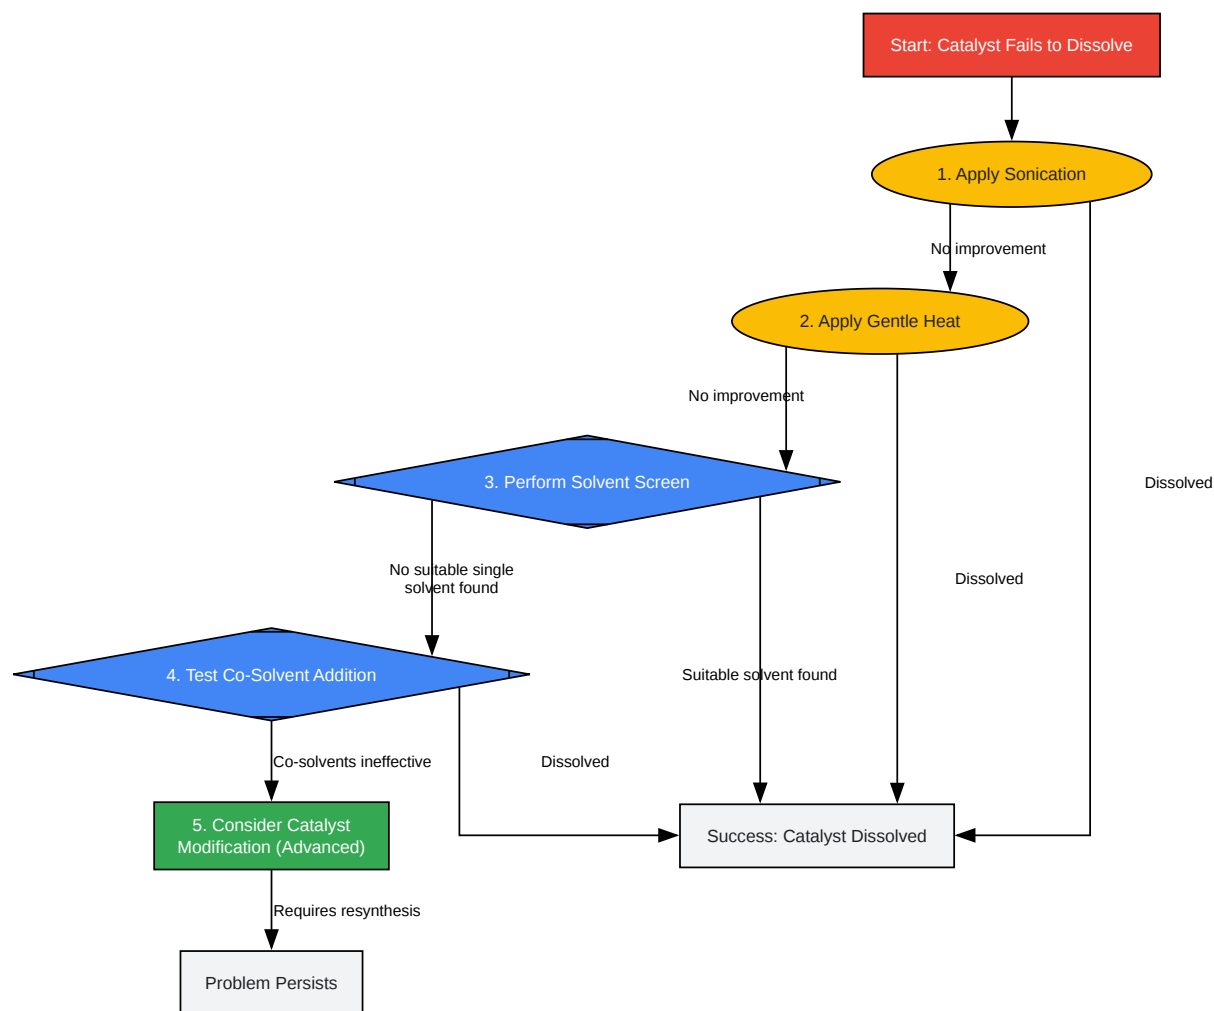 Start: Catalyst Fails to Dissolve
1. Apply Sonication
No improvement
2. Apply Gentle Heat
No improvement
3. Perform Solvent Screen
Dissolved
No suitable single
solvent found
Dissolved
4. Test Co-Solvent Addition
Suitable solvent found
Co-solvents ineffective
Dissolved
5. Consider Catalyst
Modification (Advanced)
Success: Catalyst Dissolved
Requires resynthesis
Problem Persists